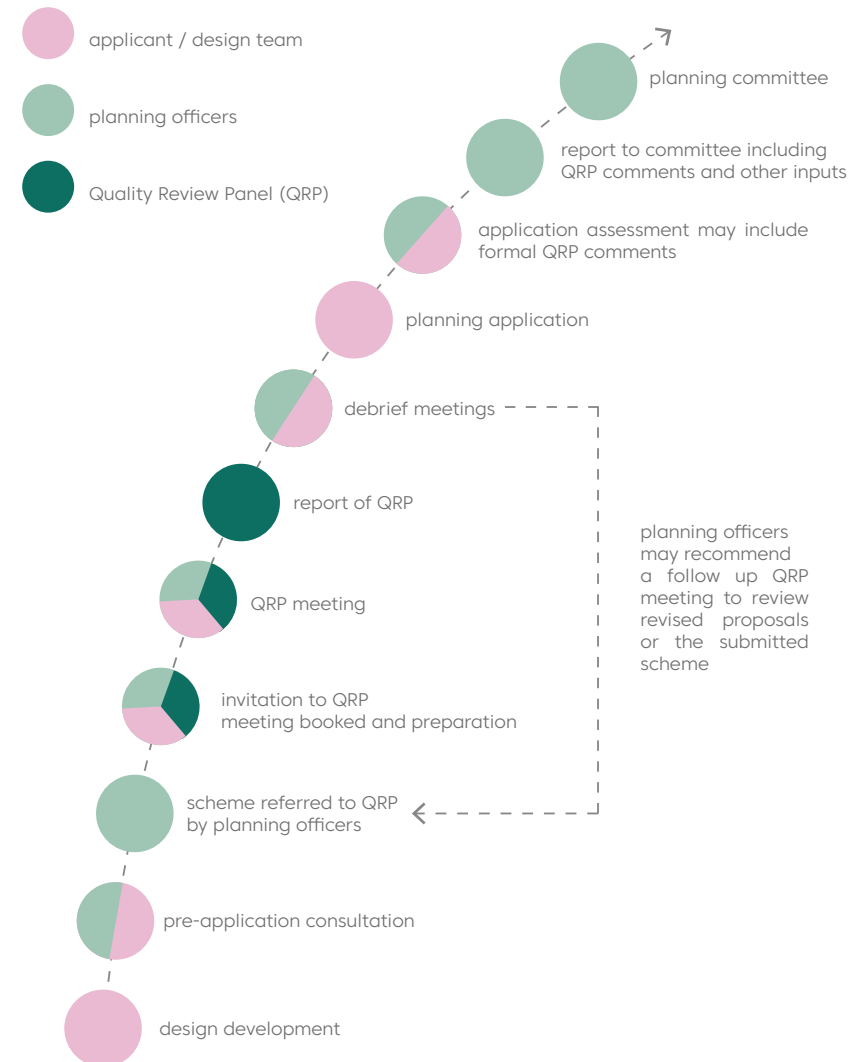 applicant / design team
planning officers
Quality Review Panel (QRP)
planning committee
report to committee including
QRP comments and other inputs
application assessment may include
formal QRP comments
planning application
debrief meetings
report of QRP
planning officers
may recommend
a follow up QRP
meeting to review
revised proposals
or the submitted
scheme
QRP meeting
invitation to QRP
meeting booked and preparation
scheme referred to QRP
by planning officers
pre-application consultation
design development